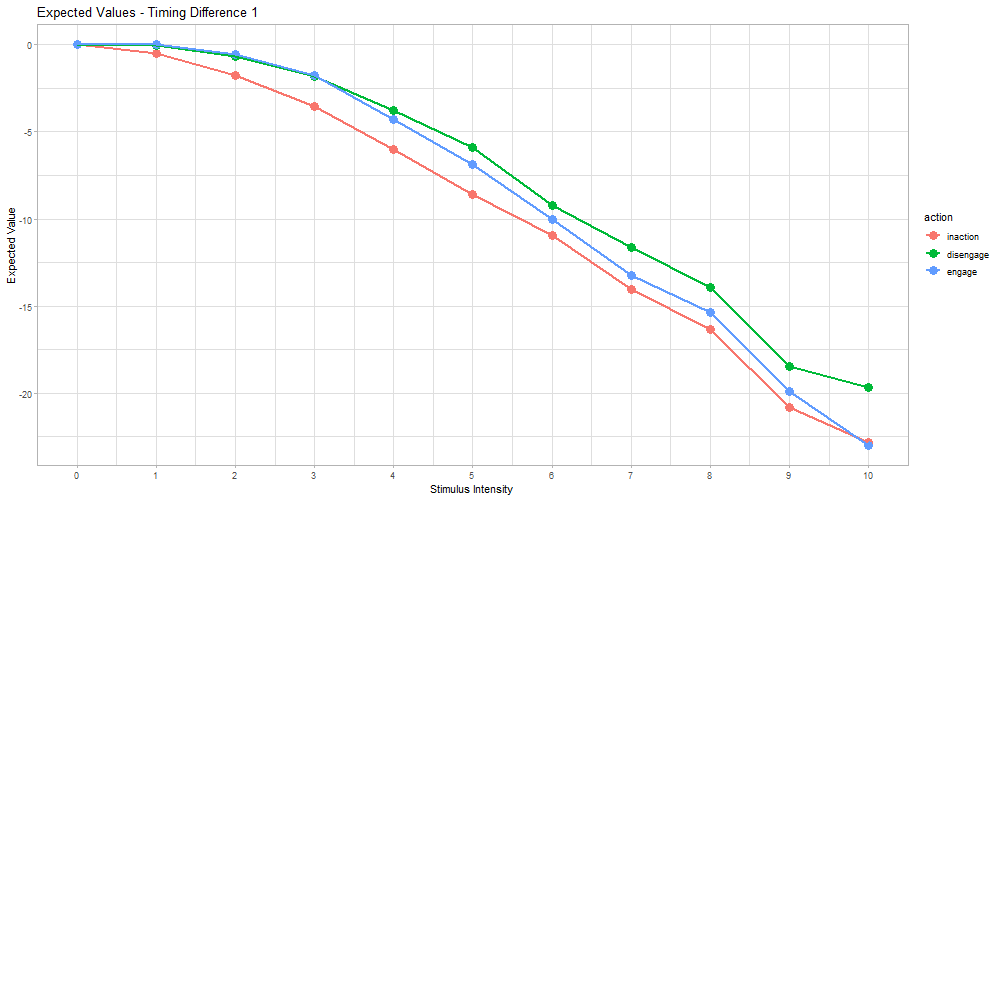 Expected Values - Timing Difference 1
Expected Value
0
-5
-10
-15
-20
0 1 2 3 4 5 6 7 8 9 10
Stimulus Intensity
action
inaction
disengage
engage